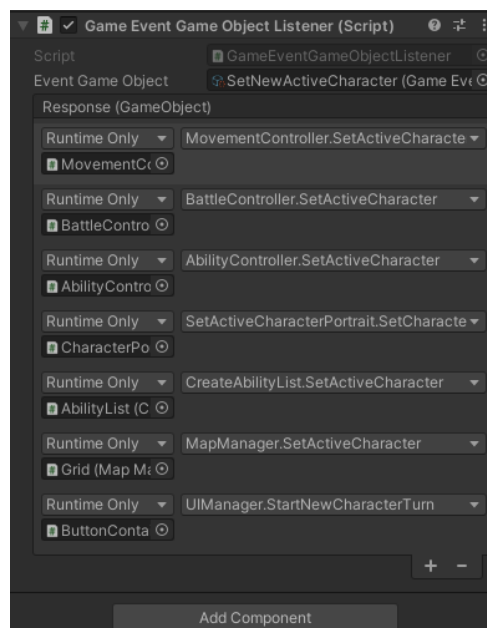 Game Event Game Object Listener (Script)
Script GameEventGameObjectListener
Event Game Object SetNewActiveCharacter (Game Eve
Response (GameObject)
Runtime Only MovementController.SetActiveCharacte
MovementCo
Runtime Only BattleController.SetActiveCharacter
BattleContro
Runtime Only AbilityController.SetActiveCharacter
AbilityContro
Runtime Only SetActiveCharacterPortrait.SetCharacte
CharacterPo
Runtime Only CreateAbilityList.SetActiveCharacter
AbilityList (C
Runtime Only MapManager.SetActiveCharacter
Grid (Map Ma
Runtime Only UIManager.StartNewCharacterTurn
ButtonConta
+ −
Add Component